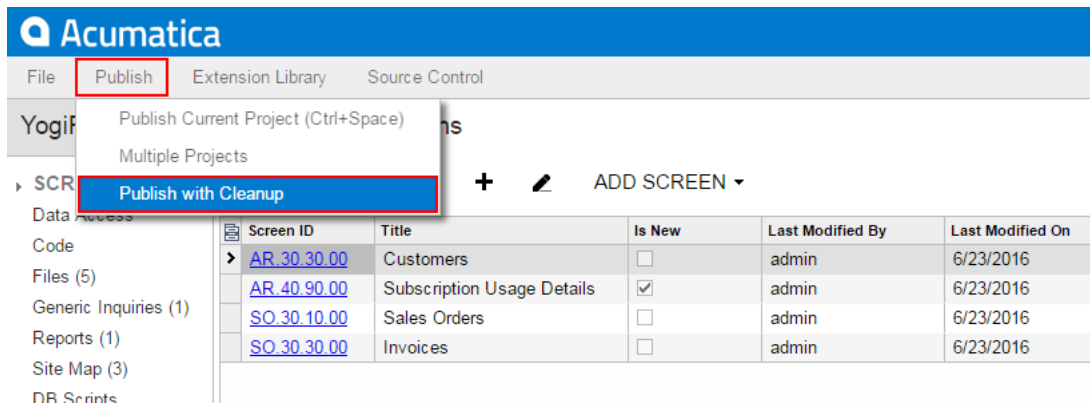 Acumatica
File Publish Extension Library Source Control
Publish Current Project (Ctrl+Space)
Multiple Projects
Publish with Cleanup
ADD SCREEN
Data Access
Code
Files (5)
Generic Inquiries (1)
Reports (1)
Site Map (3)
DB Scripts
Screen ID Title Is New Last Modified By Last Modified On
AR.30.30.00 Customers admin 6/23/2016
AR.40.90.00 Subscription Usage Details admin 6/23/2016
SO.30.10.00 Sales Orders admin 6/23/2016
SO.30.30.00 Invoices admin 6/23/2016